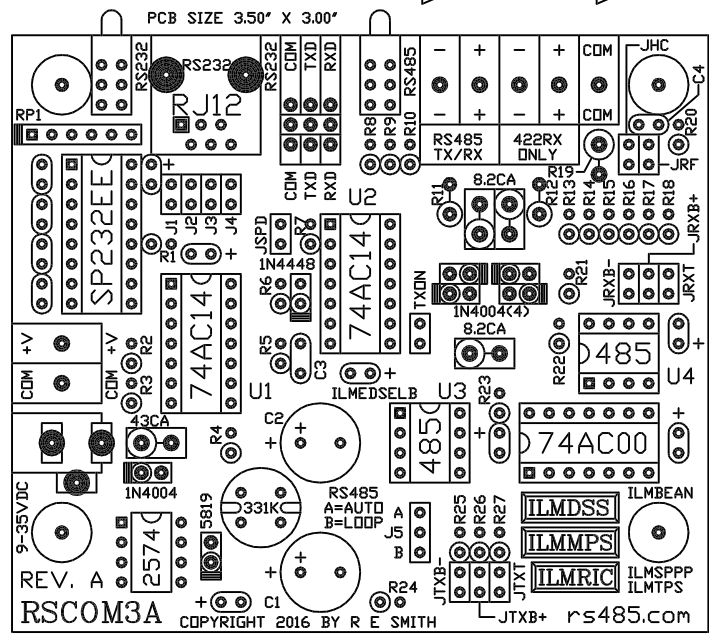 PCB SIZE 3.50" X 3.00"
RS232
RS232
RS232
RJ12
COM TXD RXD
RS485
- + - + COM
- + - + COM
RS485 TX/RX
422RX ONLY
JHC
C4
R20
JRF
R19
RP1
R8 R9 R10
COM TXD RXD
SP232EE
+
J1 J2 J3 J4
R1
+
JSPD
R7
U2
74AC14
R11
8.2CA
R12
R13 R14 R15 R16 R17 R18
JRXB+
JRXB-
JRXT
R21
1N4448
R6
TXON
1N4004(4)
8.2CA
74AC14
U1
R5
C3
+
ILMEDSELB
R22
485
+
U4
+V
COM
+V
COM
R2
R3
43CA
1N4004
R4
C2
+
U3
485
R23
+
74AC00
+
9-35VDC
2574
5819
331K
RS485
A=AUTO
B=LOOP
A
J5
B
R25 R26 R27
ILMDSS
ILMMPS
ILMRIC
ILMBEAN
ILMSPPP
ILMTPS
JTXB-
JTXT
JTXB+
REV. A
RSCOM3A
+
+
C1
R24
COPYRIGHT 2016 BY R E SMITH
rs485.com